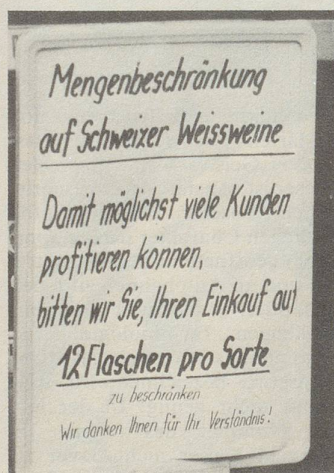 Mengenbeschränkung
auf Schweizer Weissweine
Damit möglichst viele Kunden
profitieren können,
bitten wir Sie, Ihren Einkauf auf
12 Flaschen pro Sorte
zu beschränken
Wir danken Ihnen für Ihr Verständnis!